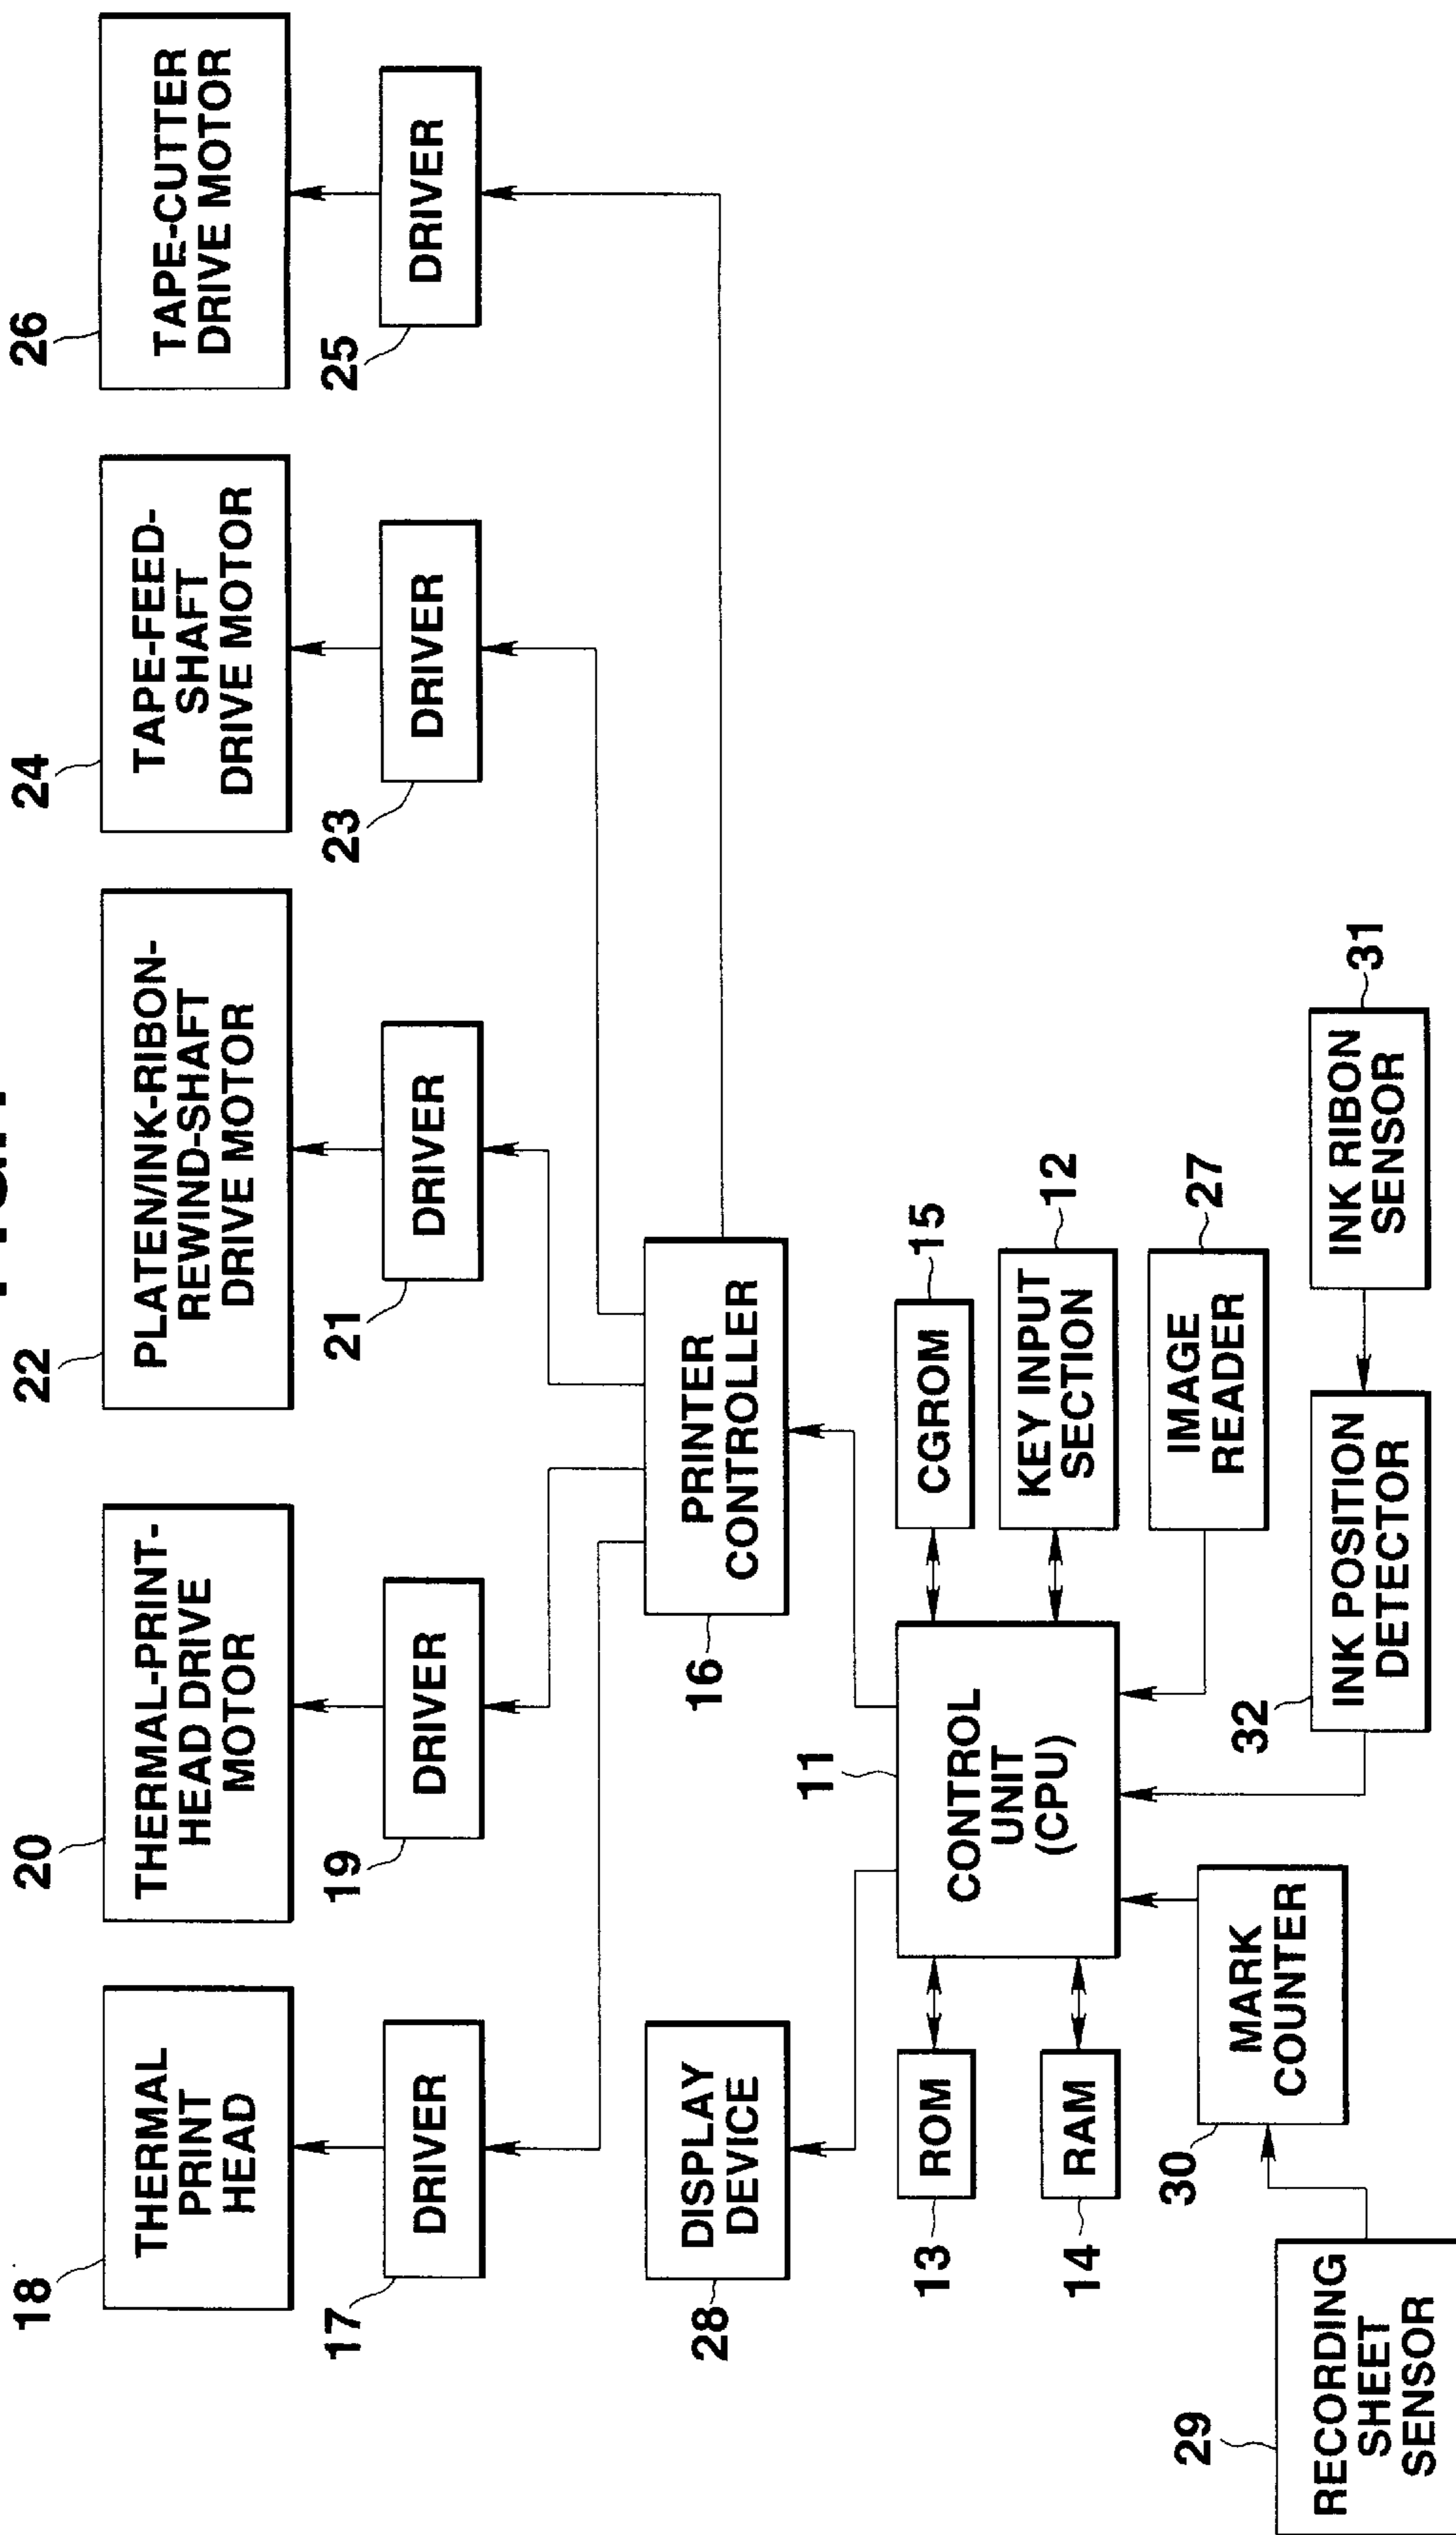 18
THERMAL
PRINT
HEAD
20
THERMAL-PRINT-
HEAD DRIVE
MOTOR
22
PLATEN/INK-RIBON-
REWIND-SHAFT
DRIVE MOTOR
24
TAPE-FEED-
SHAFT
DRIVE MOTOR
26
TAPE-CUTTER
DRIVE MOTOR
17
DRIVER
19
DRIVER
21
DRIVER
23
DRIVER
25
DRIVER
28
DISPLAY
DEVICE
16
PRINTER
CONTROLLER
13
ROM
14
RAM
11
CONTROL
UNIT
(CPU)
15
CGROM
12
KEY INPUT
SECTION
27
IMAGE
READER
29
RECORDING
SHEET
SENSOR
30
MARK
COUNTER
32
INK POSITION
DETECTOR
31
INK RIBON
SENSOR